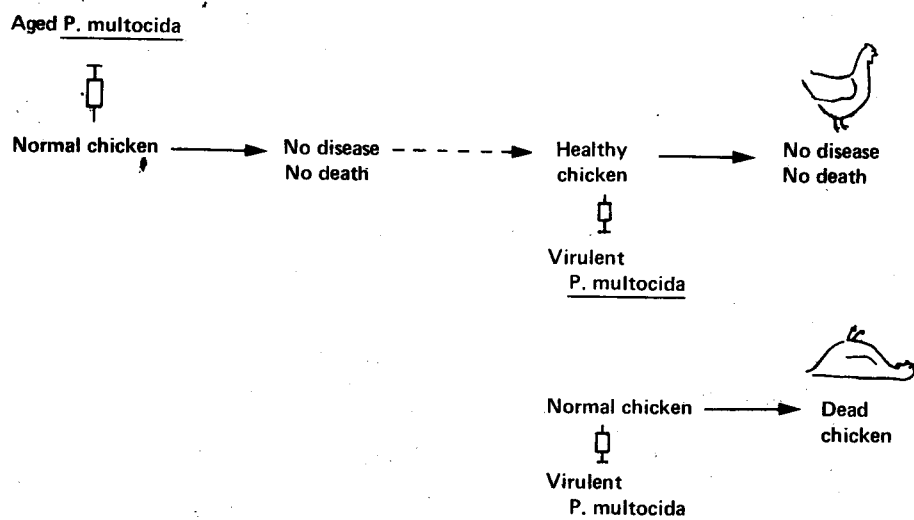 Aged P. multocida
Normal chicken
No disease
No death
Healthy
chicken
No disease
No death
Virulent
P. multocida
Normal chicken
Dead
chicken
Virulent
P. multocida